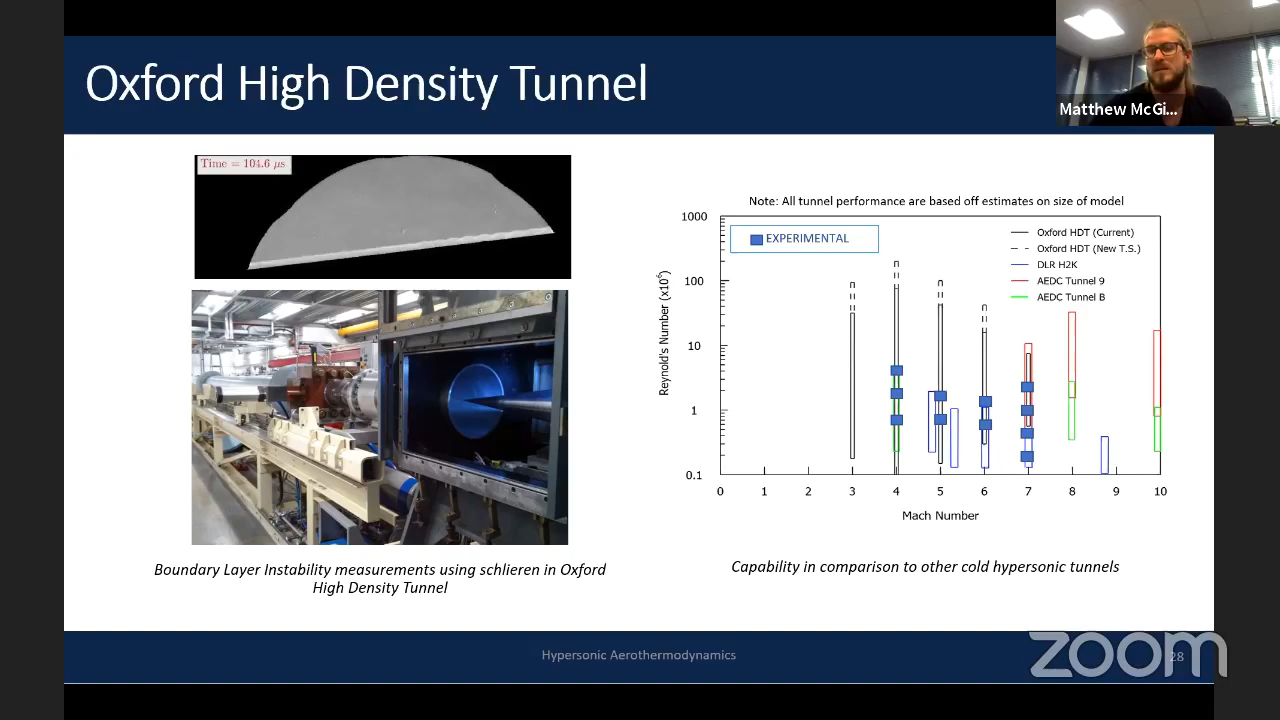 Oxford High Density Tunnel
Matthew McGi...
Time = 104.6 μs
Note: All tunnel performance are based off estimates on size of model
EXPERIMENTAL
Oxford HDT (Current)
Oxford HDT (New T.S.)
DLR H2K
AEDC Tunnel 9
AEDC Tunnel B
Reynold's Number (x10⁶)
1000
100
10
1
0.1
0 1 2 3 4 5 6 7 8 9 10
Mach Number
Boundary Layer Instability measurements using schlieren in Oxford
High Density Tunnel
Capability in comparison to other cold hypersonic tunnels
Hypersonic Aerothermodynamics
28
zoom